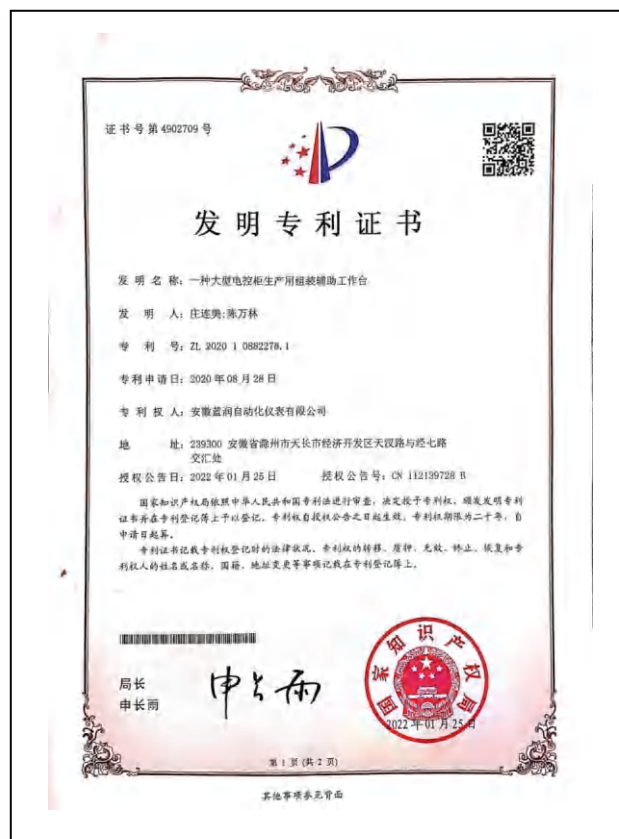 证书号第4902709号
发明专利证书
发明名称：一种大型电控柜生产用组装辅助工作台
发明人：庄连奥;陈万林
专利号：ZL 2020 1 0882278.1
专利申请日：2020年08月28日
专利权人：安徽蓝润自动化仪表有限公司
地址：239300 安徽省滁州市天长市经济开发区天汉路与经七路
交汇处
授权公告日：2022年01月25日 授权公告号：CN 112139728 B
国家知识产权局依照中华人民共和国专利法进行审查，决定授予专利权，颁发发明专利
证书并在专利登记簿上予以登记。专利权自授权公告之日起生效。专利权期限为二十年，自
申请日起算。
专利证书记载专利权登记时的法律状况。专利权的转移、质押、无效、终止、恢复和专
利权人的姓名或名称、国籍、地址变更等事项记载在专利登记簿上。
局长
申长雨
申长雨
国家知识产权局
2022年01月25日
第1页(共2页)
其他事项参见背面